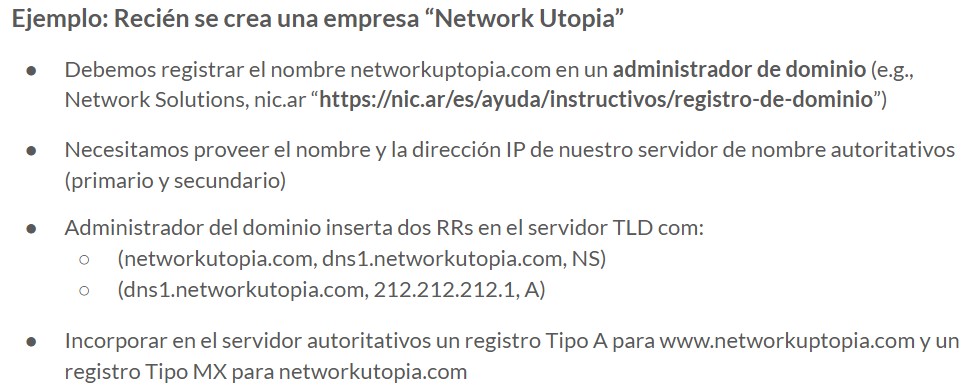 Ejemplo: Recién se crea una empresa “Network Utopia”
● Debemos registrar el nombre networkuptopia.com en un administrador de dominio (e.g.,
Network Solutions, nic.ar “https://nic.ar/es/ayuda/instructivos/registro-de-dominio”)
● Necesitamos proveer el nombre y la dirección IP de nuestro servidor de nombre autoritativos
(primario y secundario)
● Administrador del dominio inserta dos RRs en el servidor TLD com:
○ (networkutopia.com, dns1.networkutopia.com, NS)
○ (dns1.networkutopia.com, 212.212.212.1, A)
● Incorporar en el servidor autoritativos un registro Tipo A para www.networkuptopia.com y un
registro Tipo MX para networkutopia.com